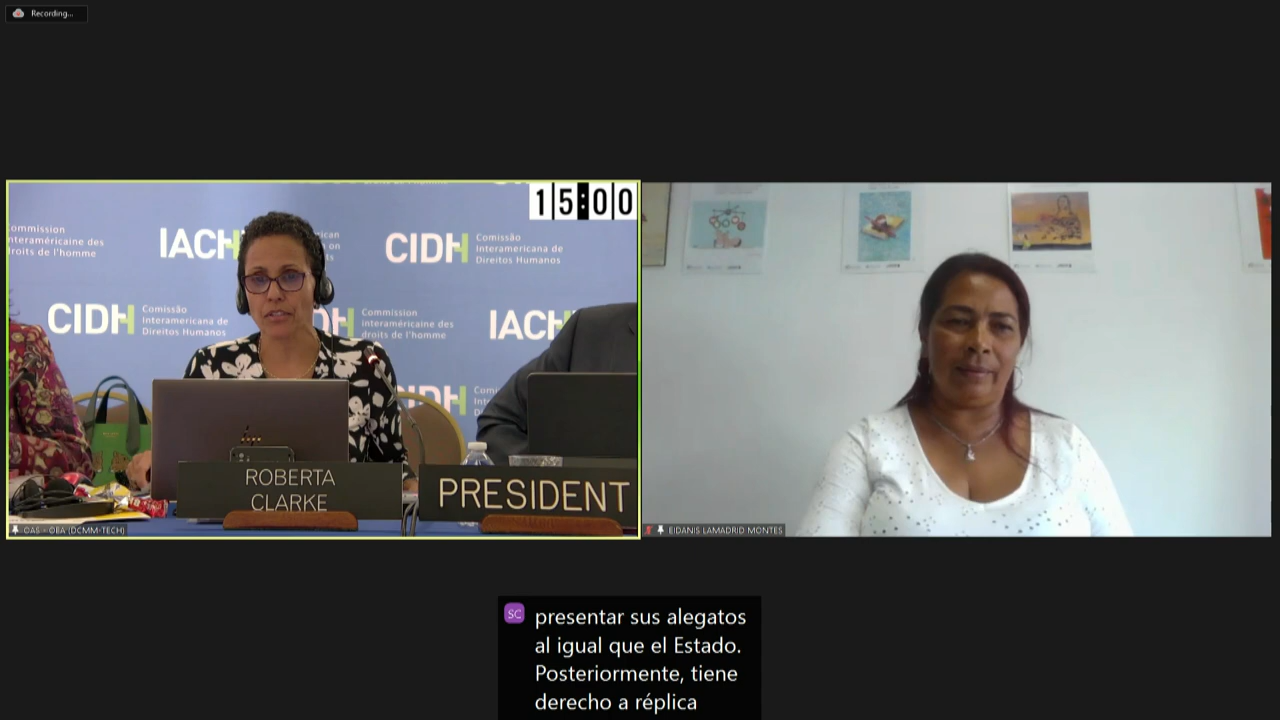 Recording...
15:00
Commission
interaméricaine des
droits de l'homme
IACH
CIDH
Comissão
Interamericana de
Direitos Humanos
CIDH
Comissão
Interamericana de
Direitos Humanos
Commission
interaméricaine des
droits de l'homme
IACH
ROBERTA
CLARKE
PRESIDENT
OAS - OEA (DCMM-TECH)
EIDANIS LAMADRID MONTES
SC
presentar sus alegatos
al igual que el Estado.
Posteriormente, tiene
derecho a réplica